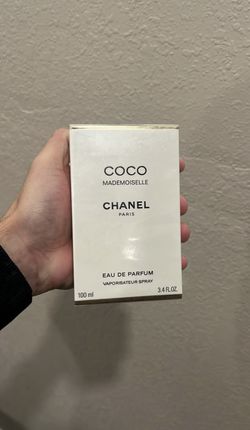 COCO
MADEMOISELLE
CHANEL
PARIS
EAU DE PARFUM
VAPORISATEUR SPRAY
100 ml 3.4 FL.OZ.